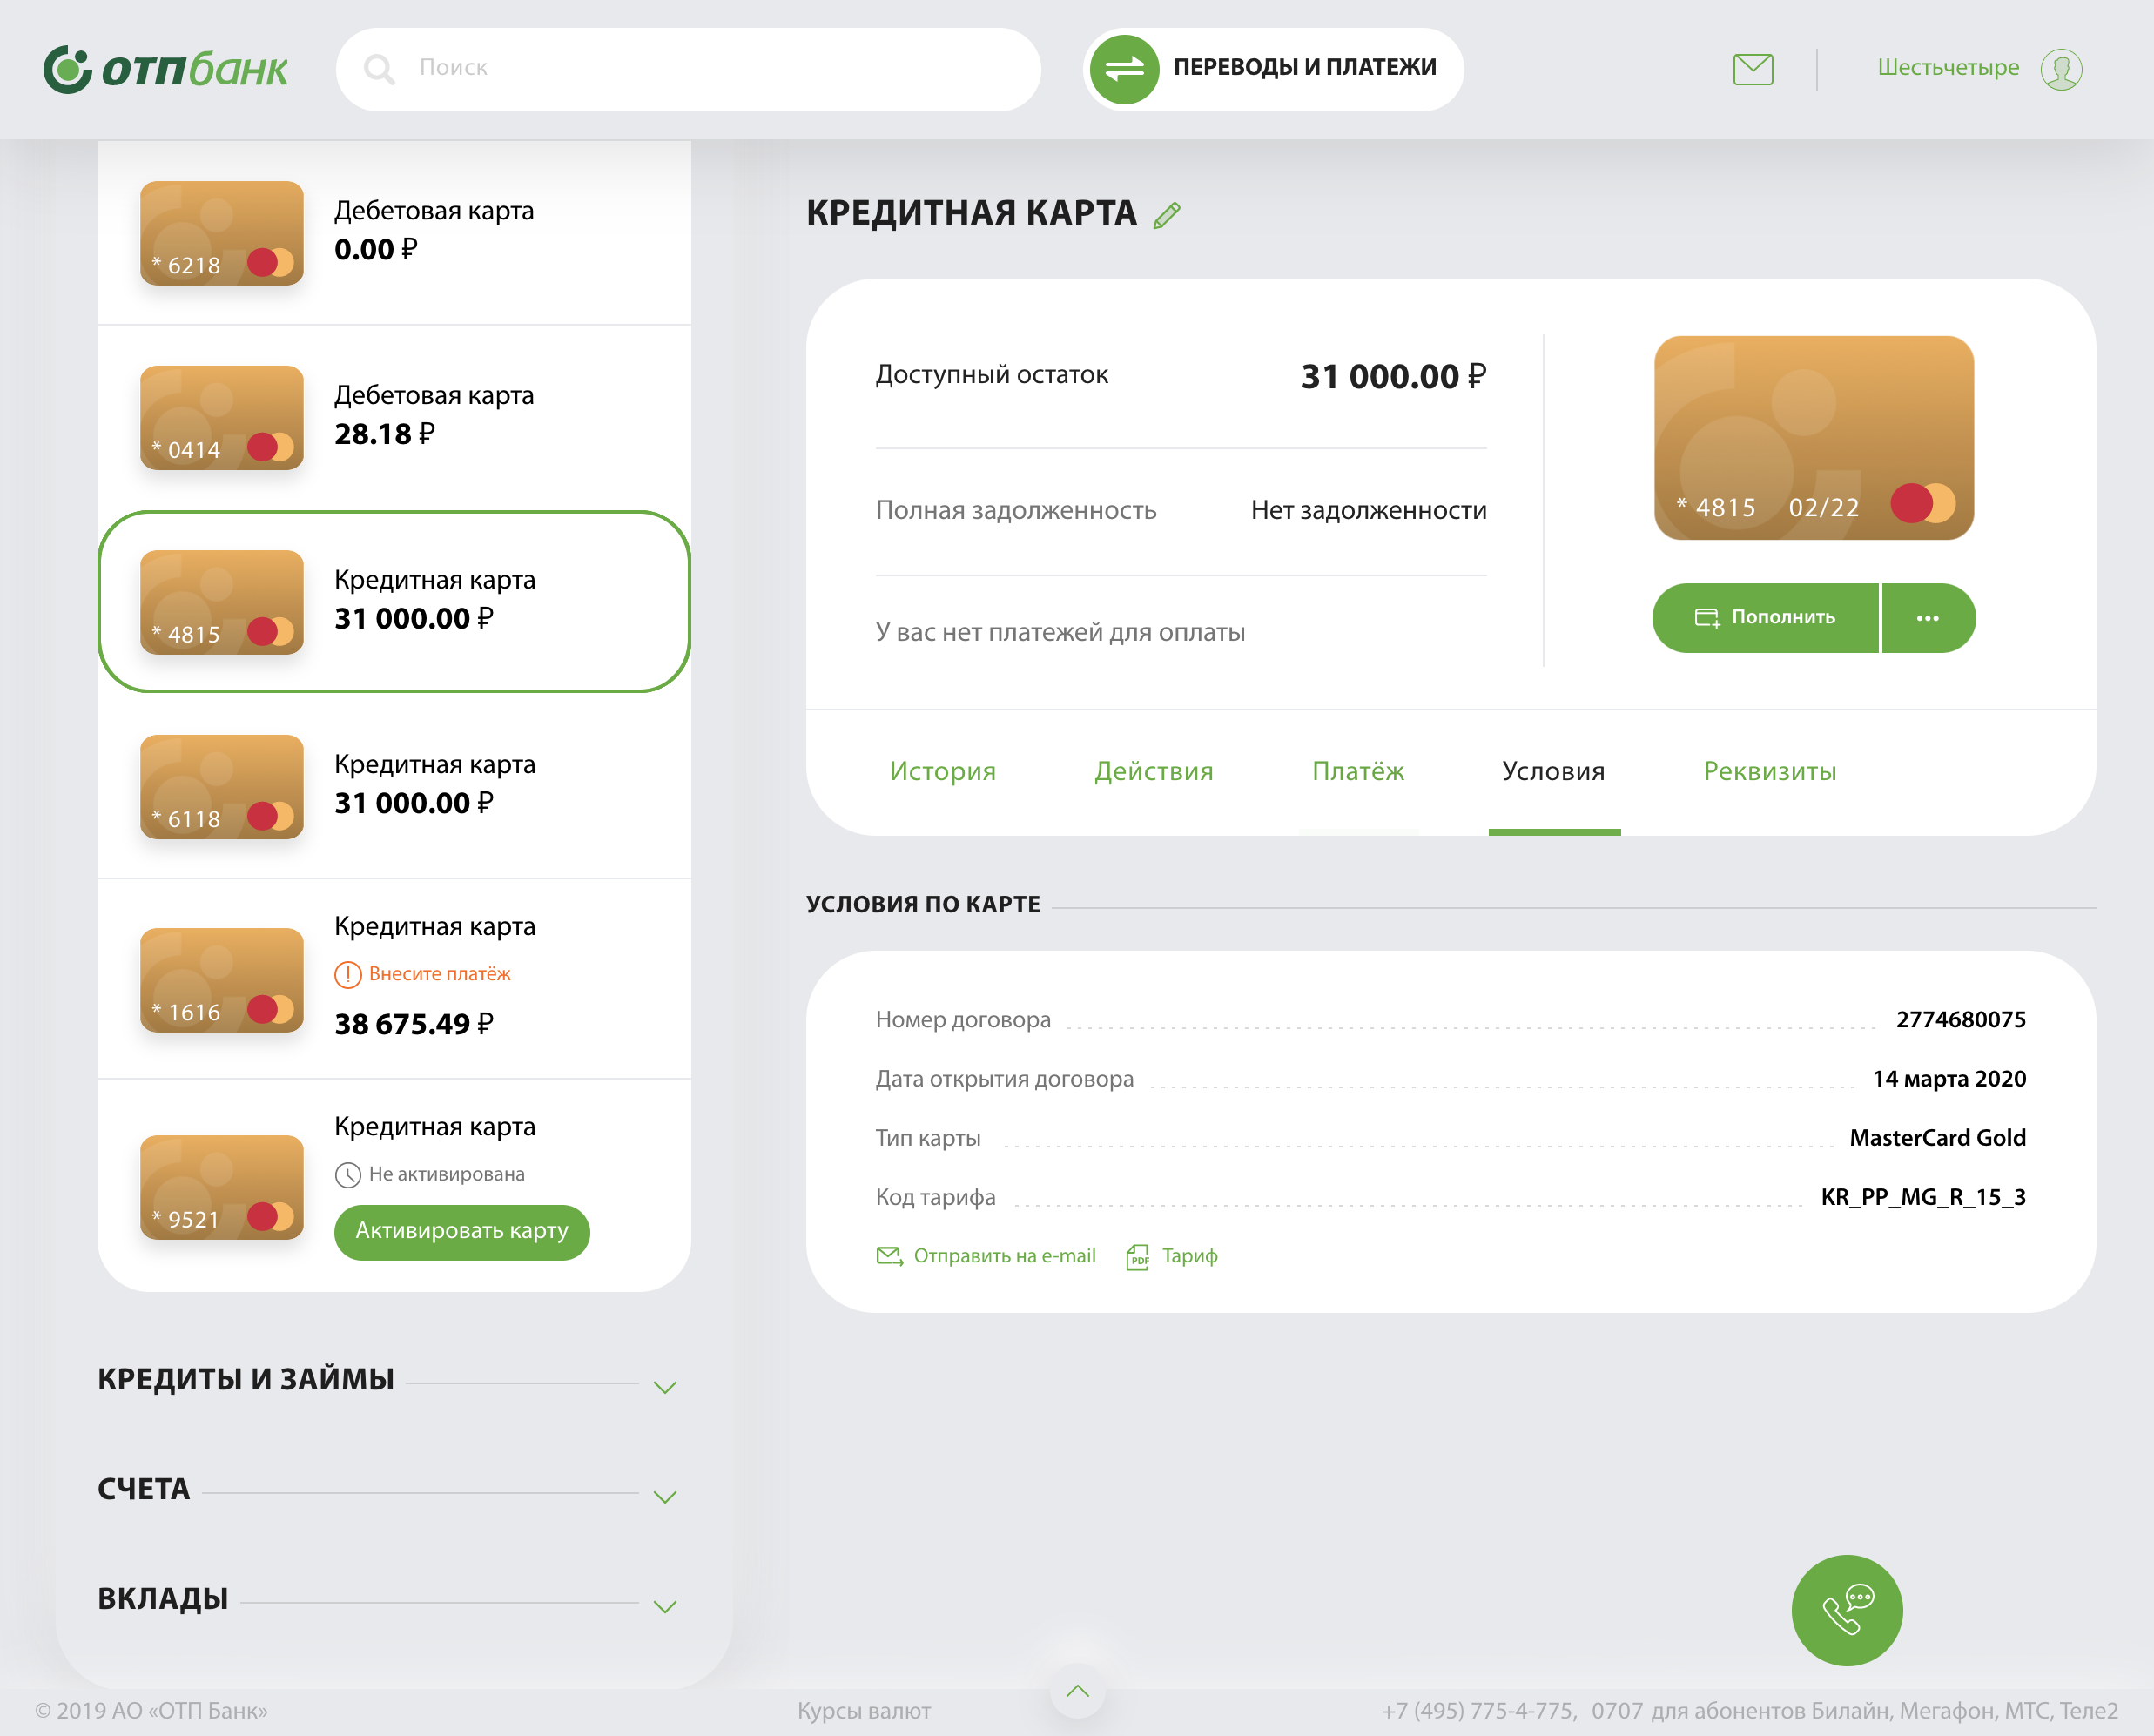 отпбанк
Поиск
ПЕРЕВОДЫ И ПЛАТЕЖИ
Шестьчетыре
* 6218
Дебетовая карта
0.00 ₽
* 0414
Дебетовая карта
28.18 ₽
* 4815
Кредитная карта
31 000.00 ₽
* 6118
Кредитная карта
31 000.00 ₽
* 1616
Кредитная карта
Внесите платёж
38 675.49 ₽
* 9521
Кредитная карта
Не активирована
Активировать карту
КРЕДИТЫ И ЗАЙМЫ
СЧЕТА
ВКЛАДЫ
КРЕДИТНАЯ КАРТА
Доступный остаток 31 000.00 ₽
Полная задолженность Нет задолженности
У вас нет платежей для оплаты
* 4815 02/22
Пополнить
История Действия Платёж Условия Реквизиты
УСЛОВИЯ ПО КАРТЕ
Номер договора 2774680075
Дата открытия договора 14 марта 2020
Тип карты MasterCard Gold
Код тарифа KR_PP_MG_R_15_3
Отправить на e-mail PDF Тариф
© 2019 АО «ОТП Банк» Курсы валют +7 (495) 775-4-775, 0707 для абонентов Билайн, Мегафон, МТС, Теле2